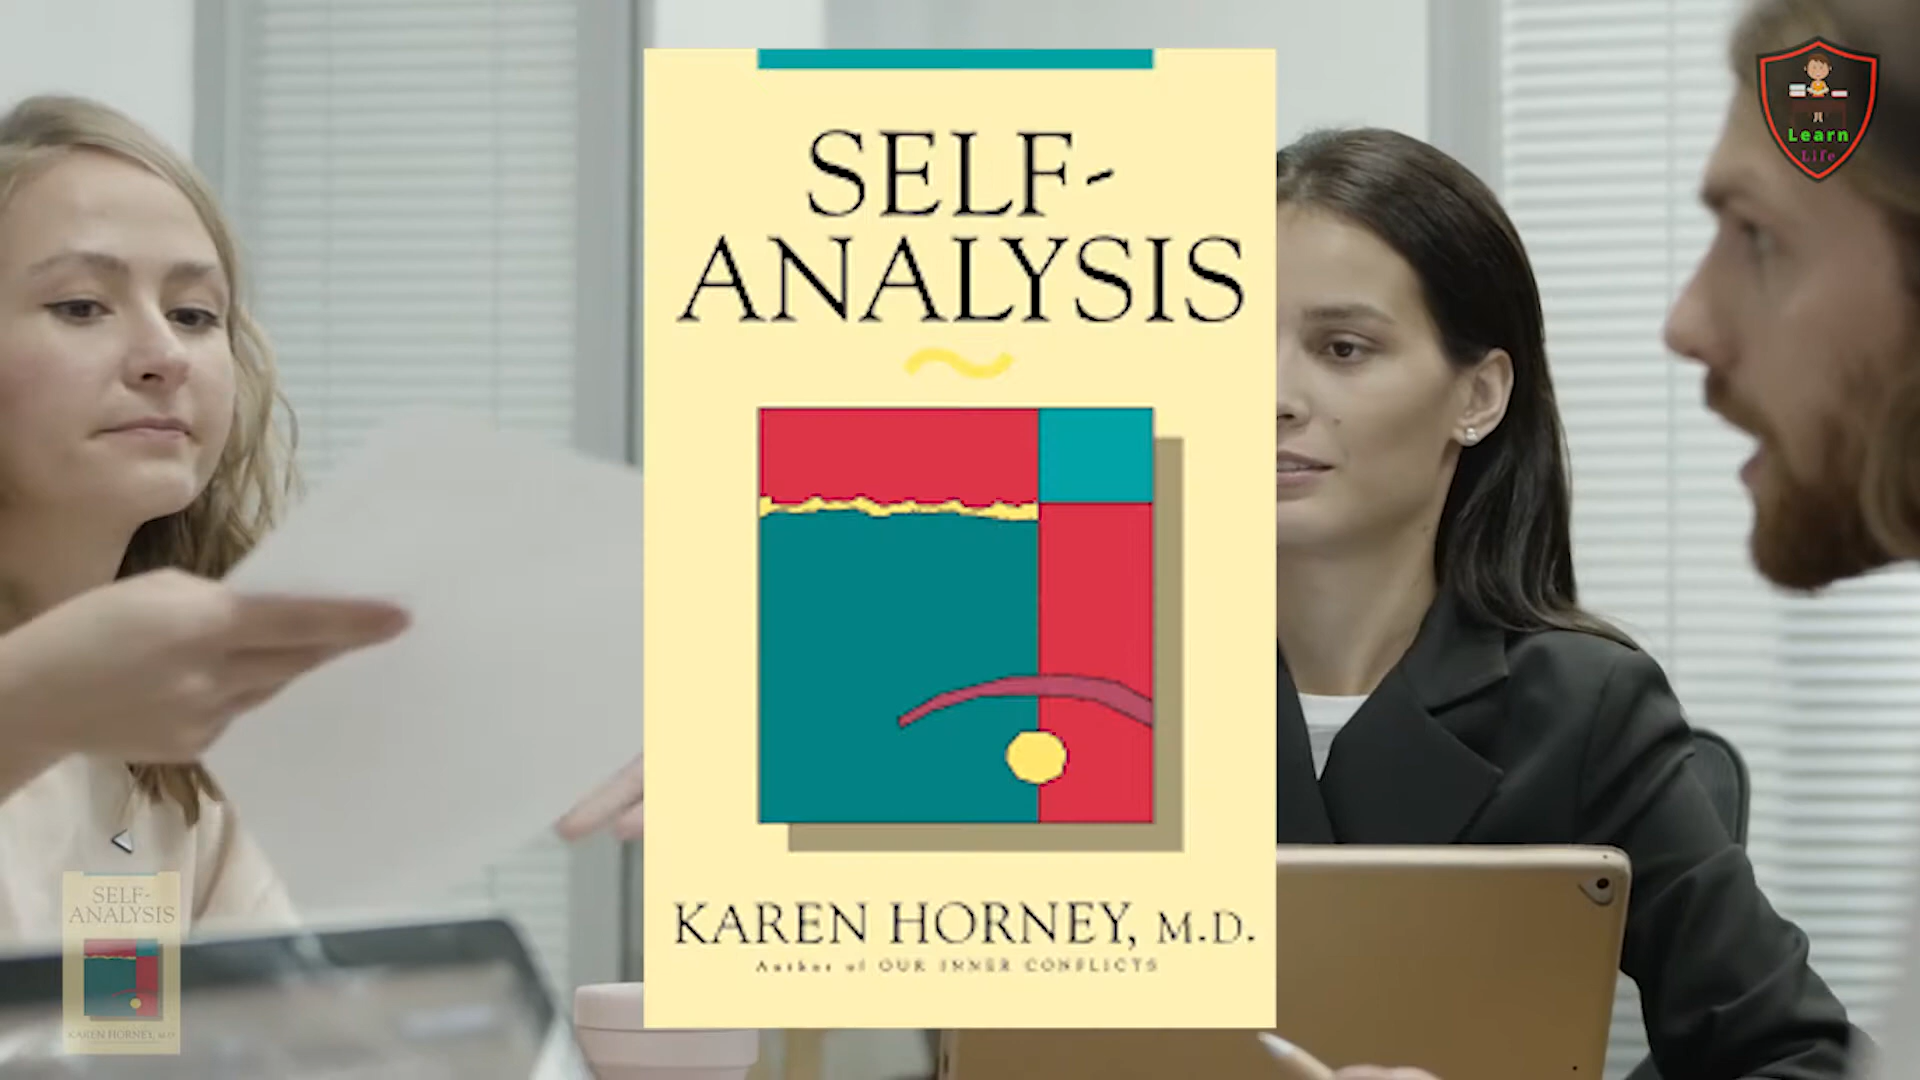 SELF-
ANALYSIS
KAREN HORNEY, M.D.
Author of OUR INNER CONFLICTS
Learn
Life
SELF-
ANALYSIS
KAREN HORNEY, M.D.